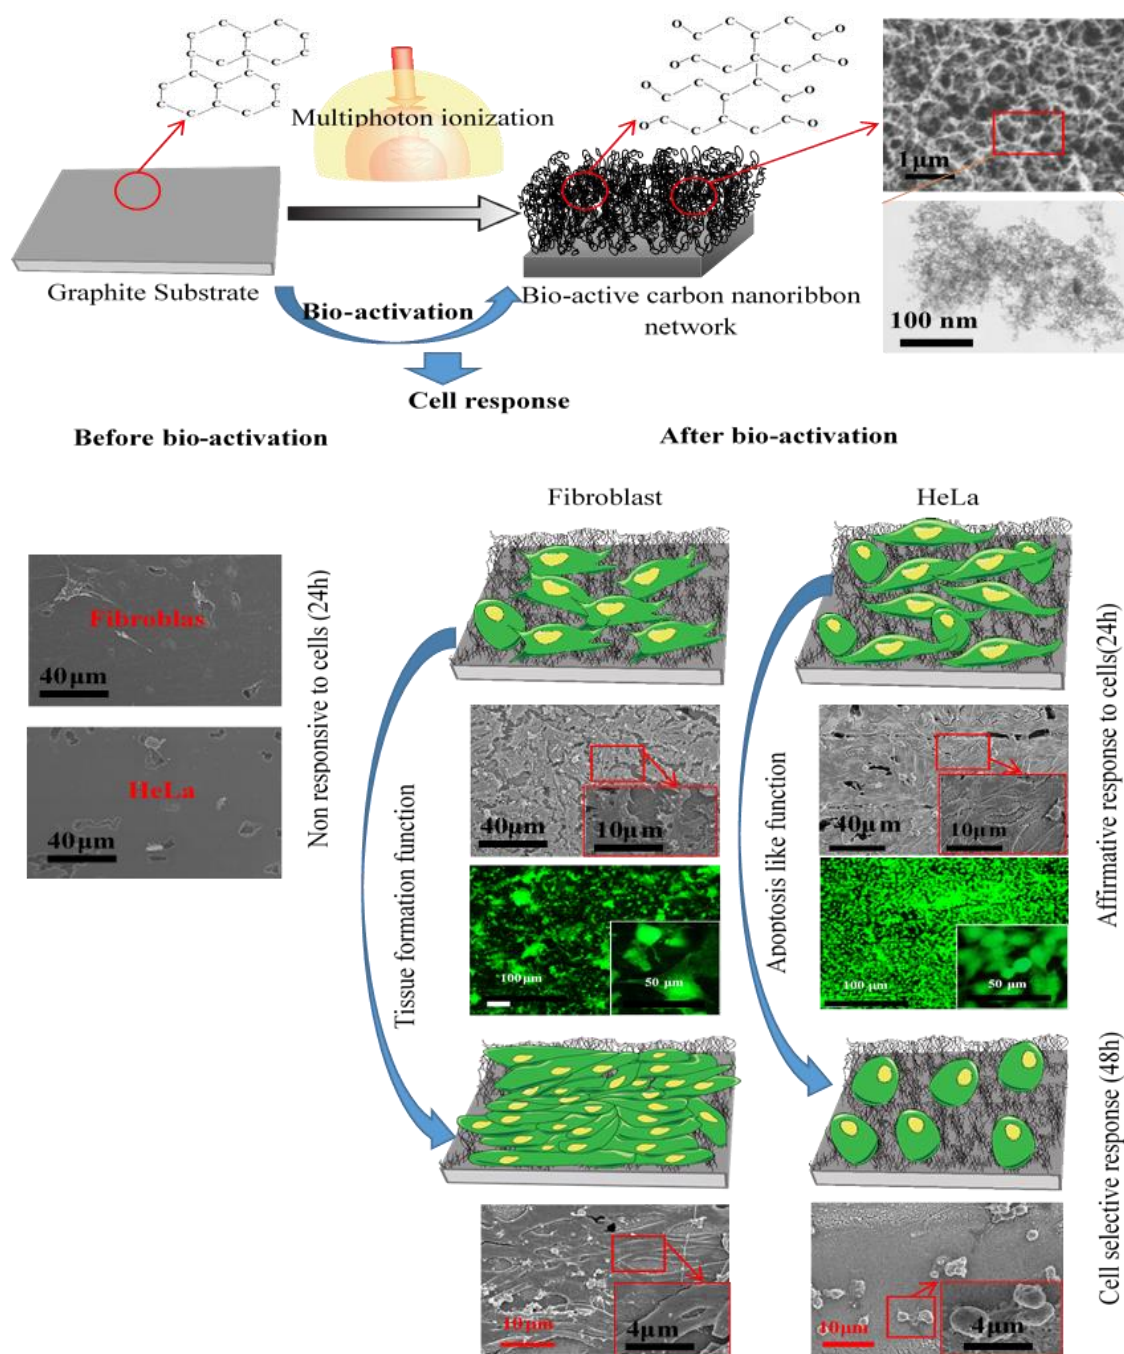 C C C C C C C C C C C C C C C C C C
Multiphoton ionization
O C C C C O
C C
O C C C C O
O C C C C O
C C
O C C C C O
1μm
100 nm
Graphite Substrate
Bio-activation
Bio-active carbon nanoribbon
network
Cell response
Before bio-activation
After bio-activation
Fibroblast
HeLa
Fibroblas
40μm
HeLa
40μm
Non responsive to cells (24h)
Tissue formation function
40μm
10μm
100 μm
50 μm
Apoptosis like function
40μm
10μm
100 μm
50 μm
Affirmative response to cells(24h)
10μm
4μm
10μm
4μm
Cell selective response (48h)